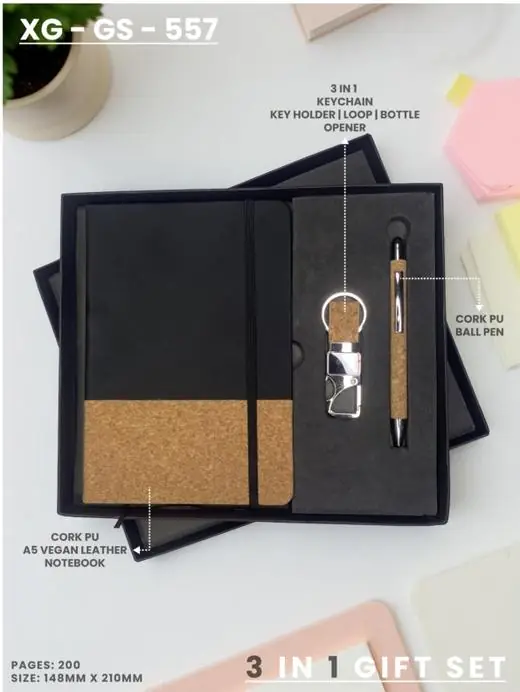 XG - GS - 557
3 IN 1
KEYCHAIN
KEY HOLDER | LOOP | BOTTLE
OPENER
CORK PU
BALL PEN
CORK PU
A5 VEGAN LEATHER
NOTEBOOK
PAGES: 200
SIZE: 148MM X 210MM
3 IN 1 GIFT SET